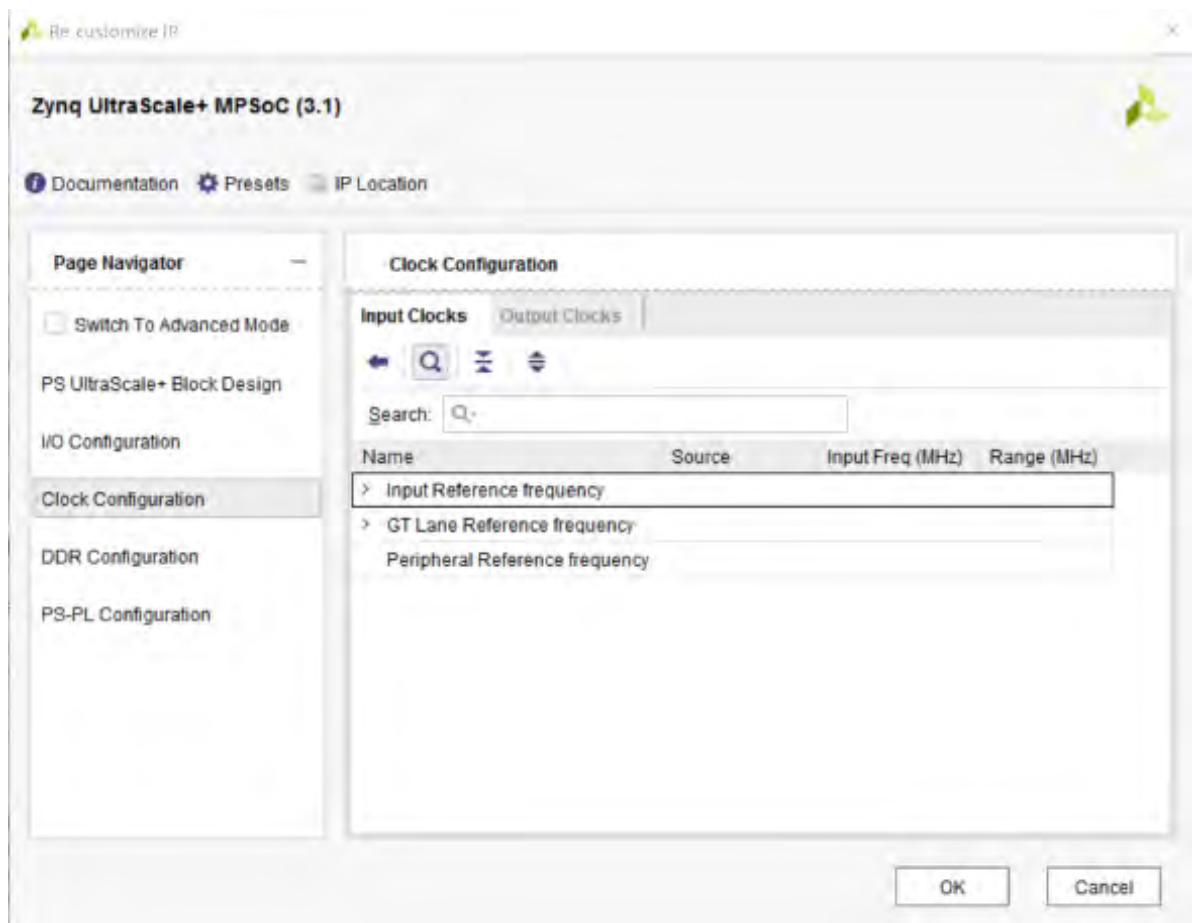 Re-customize IP
Zynq UltraScale+ MPSoC (3.1)
Documentation Presets IP Location
Page Navigator
Switch To Advanced Mode
PS UltraScale+ Block Design
I/O Configuration
Clock Configuration
DDR Configuration
PS-PL Configuration
Clock Configuration
Input Clocks Output Clocks
Search:
Name Source Input Freq (MHz) Range (MHz)
Input Reference frequency
GT Lane Reference frequency
Peripheral Reference frequency
OK Cancel